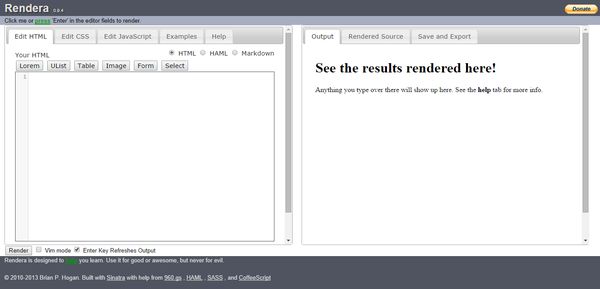 Rendera 0.9.4
Donate
Click me or press 'Enter' in the editor fields to render.
Edit HTML Edit CSS Edit JavaScript Examples Help
Your HTML HTML HAML Markdown
Lorem UList Table Image Form Select
1
Output Rendered Source Save and Export
See the results rendered here!
Anything you type over there will show up here. See the help tab for more info.
Render Vim mode Enter Key Refreshes Output
Rendera is designed to you learn. Use it for good or awesome, but never for evil.
© 2010-2013 Brian P. Hogan. Built with Sinatra with help from 960.gs , HAML , SASS , and CoffeeScript